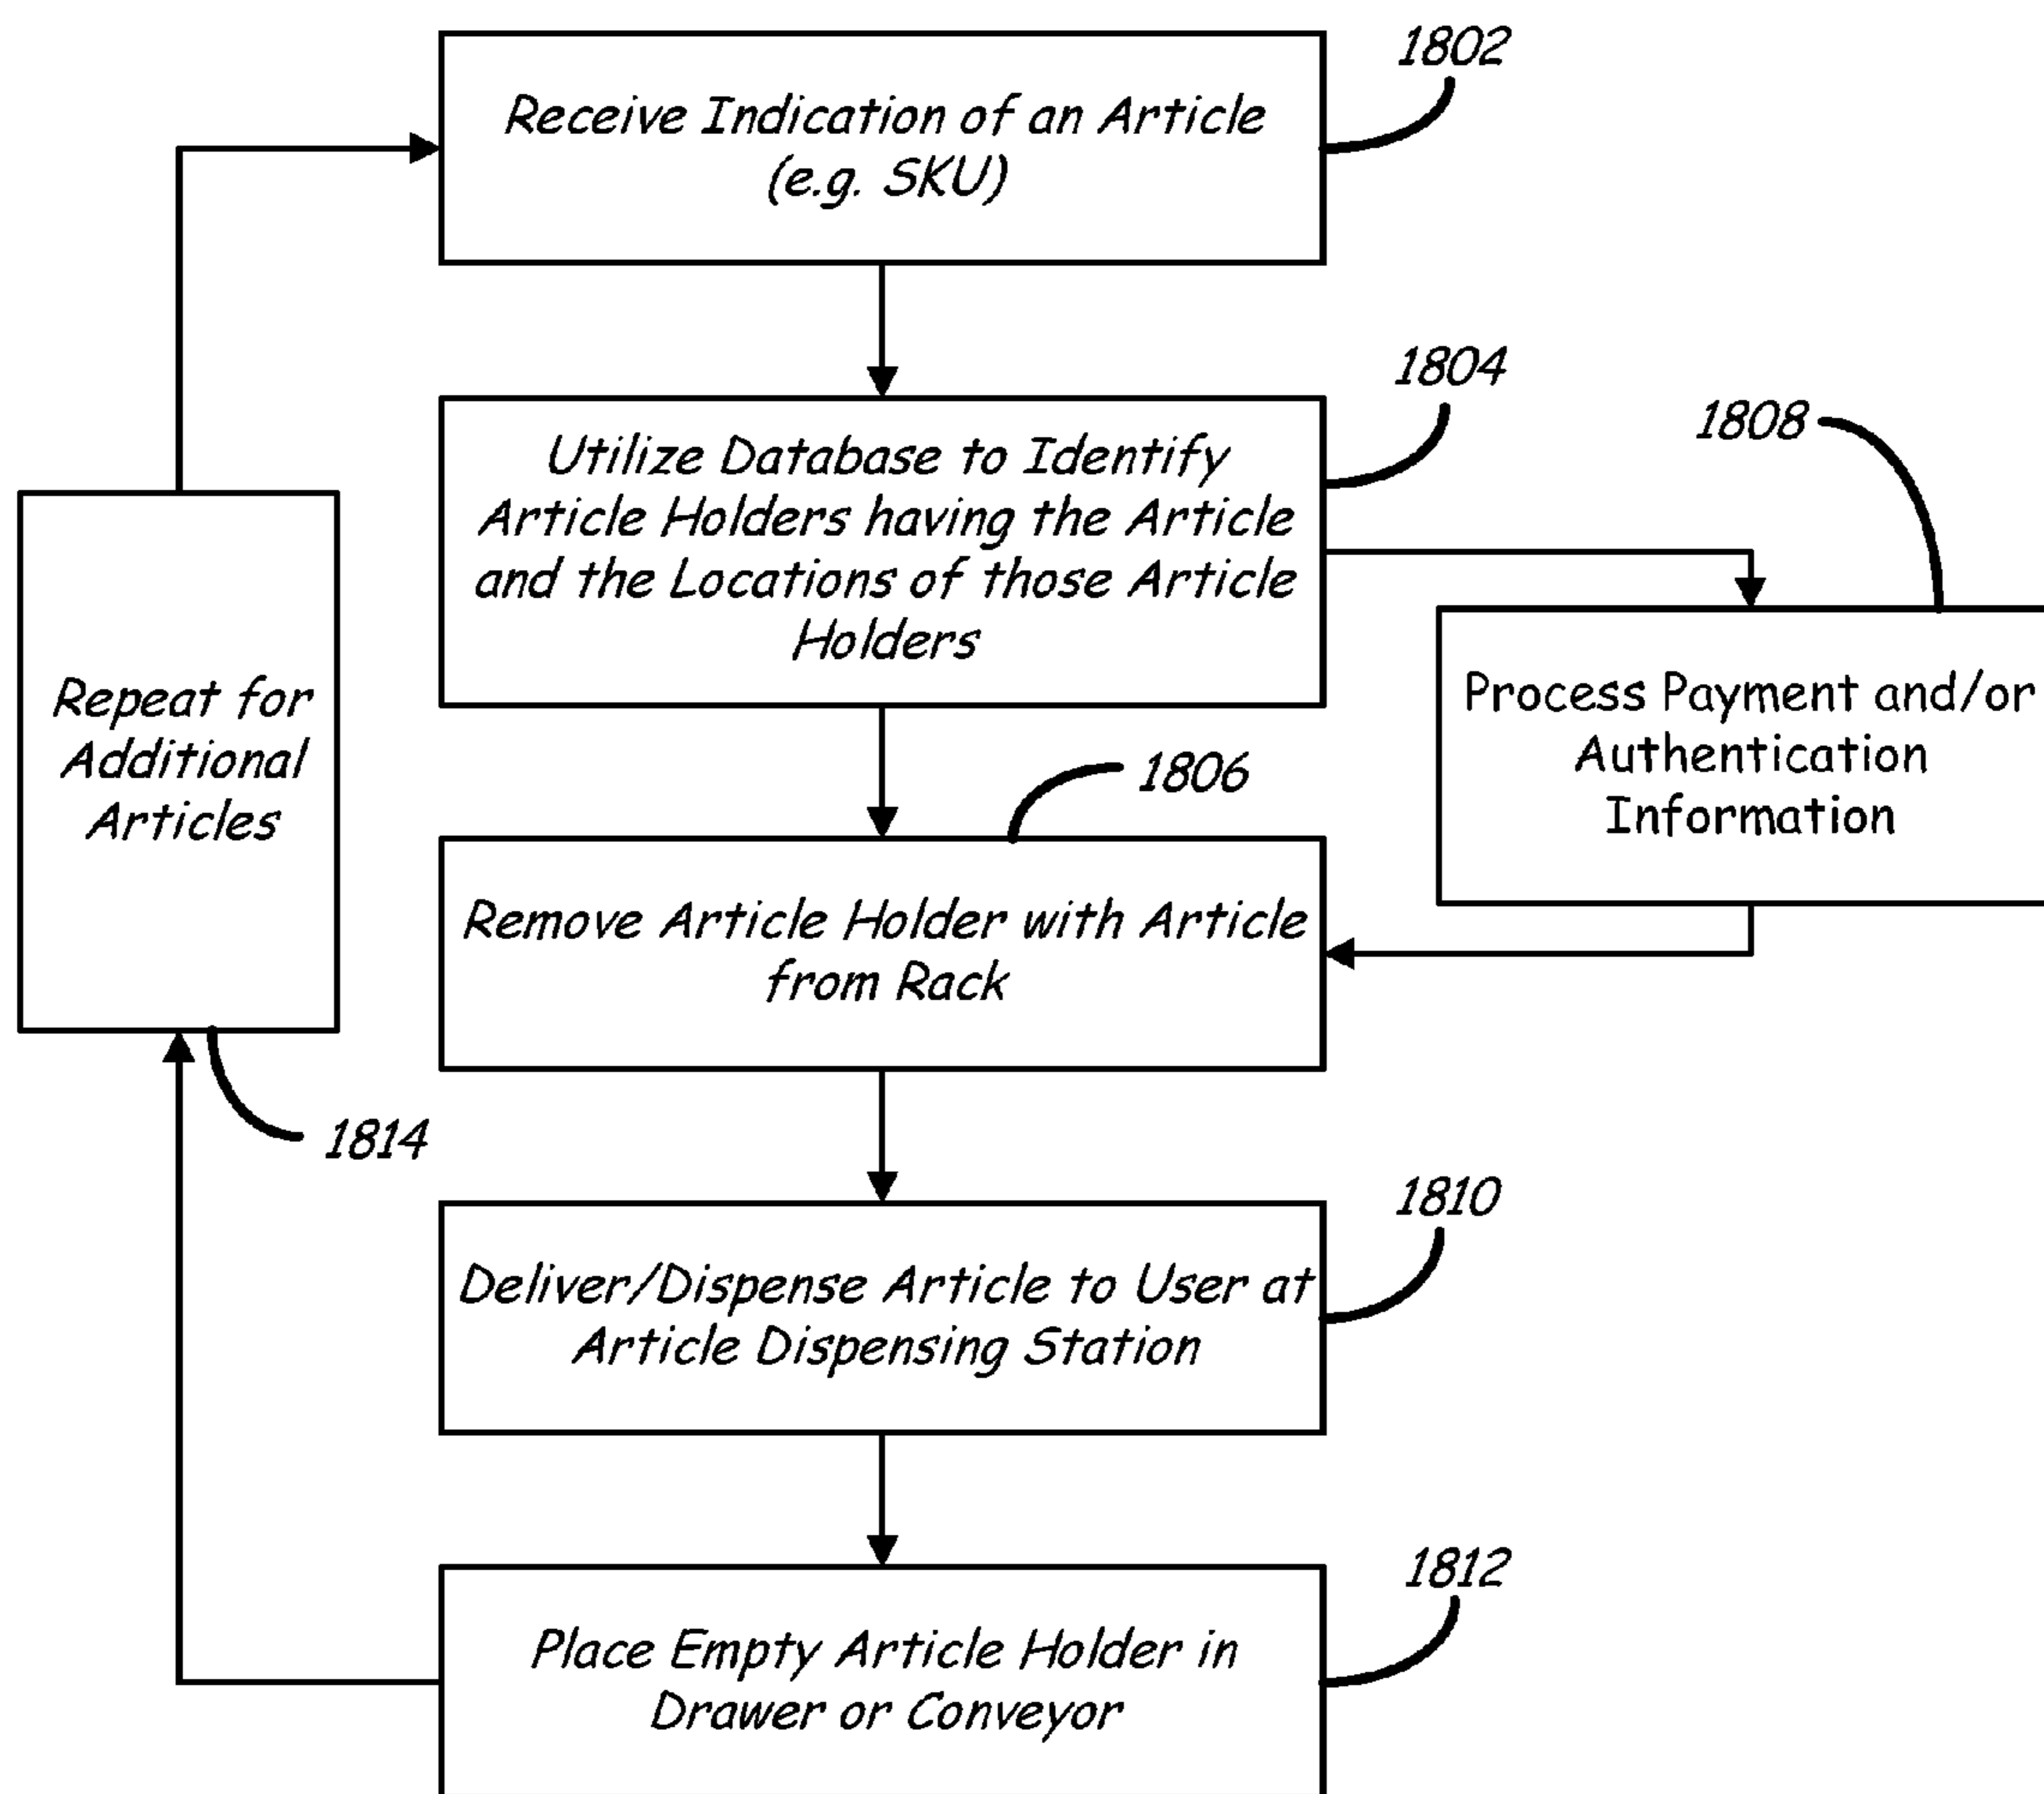 1802
Receive Indication of an Article
(e.g. SKU)
1804
Utilize Database to Identify
Article Holders having the Article
and the Locations of those Article
Holders
1808
Process Payment and/or
Authentication
Information
1806
Remove Article Holder with Article
from Rack
Repeat for
Additional
Articles
1814
1810
Deliver/Dispense Article to User at
Article Dispensing Station
1812
Place Empty Article Holder in
Drawer or Conveyor